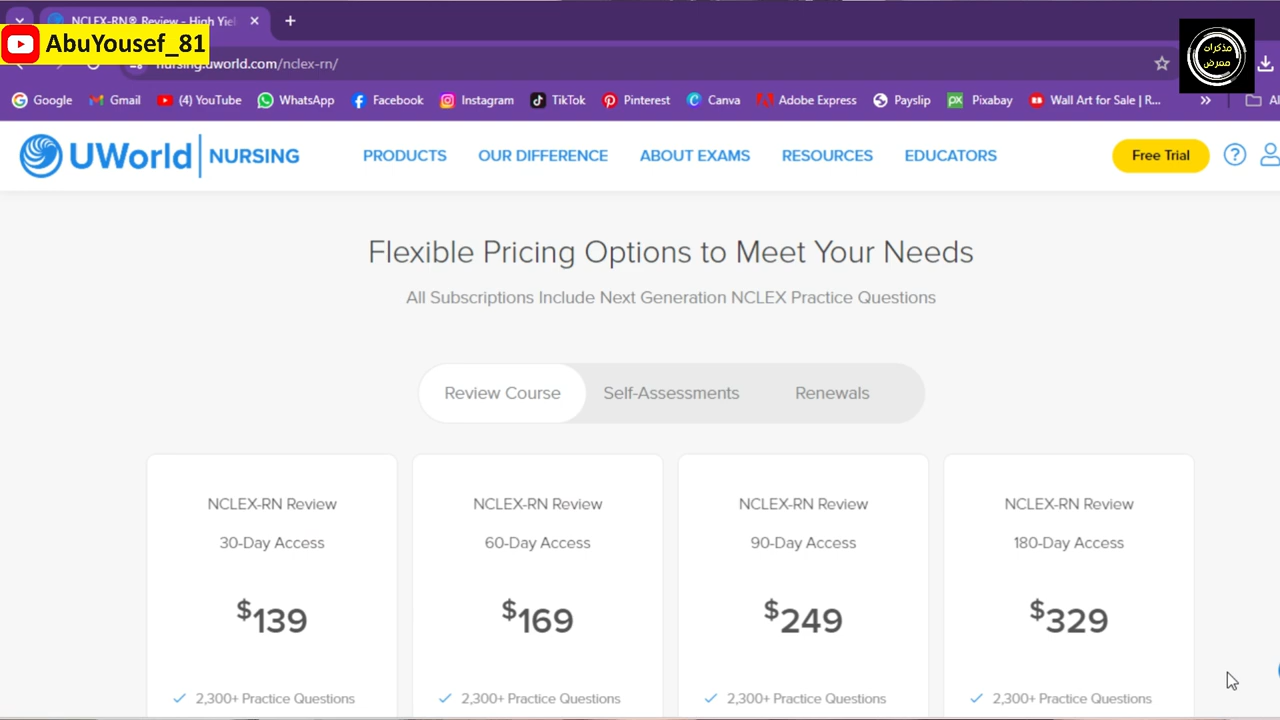 NCLEX-RN® Review - High Yiel
AbuYousef_81
nursing.uworld.com/nclex-rn/
مذكرات
ممرض
Google Gmail (4) YouTube WhatsApp Facebook Instagram TikTok Pinterest Canva Adobe Express Payslip Pixabay Wall Art for Sale | R... » Al
UWorld NURSING PRODUCTS OUR DIFFERENCE ABOUT EXAMS RESOURCES EDUCATORS Free Trial ?
Flexible Pricing Options to Meet Your Needs
All Subscriptions Include Next Generation NCLEX Practice Questions
Review Course Self-Assessments Renewals
NCLEX-RN Review NCLEX-RN Review NCLEX-RN Review NCLEX-RN Review
30-Day Access 60-Day Access 90-Day Access 180-Day Access
$139 $169 $249 $329
2,300+ Practice Questions 2,300+ Practice Questions 2,300+ Practice Questions 2,300+ Practice Questions